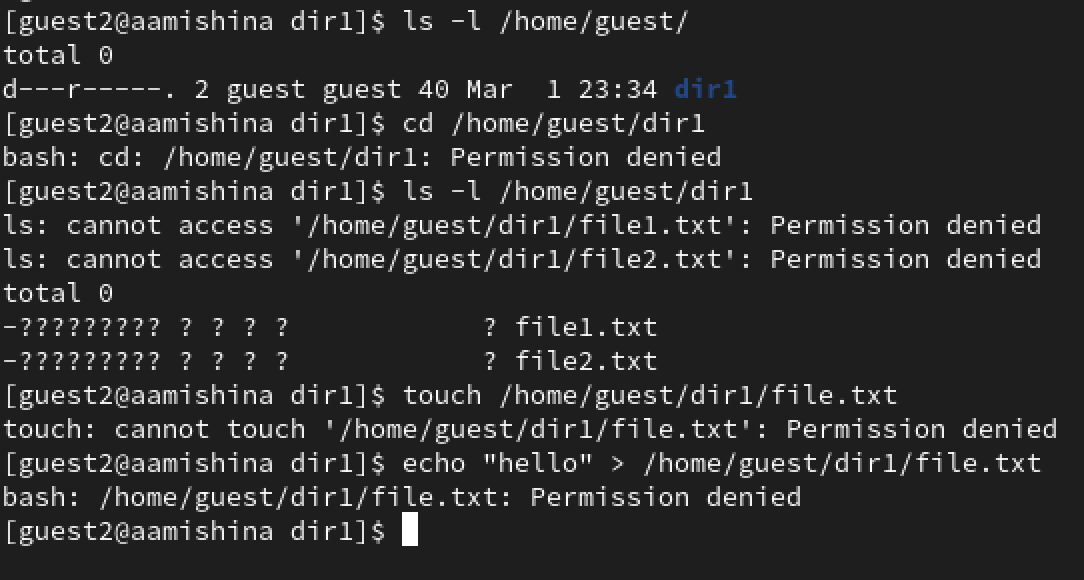 [guest2@aamishina dir1]$ ls -l /home/guest/
total 0
d---r-----. 2 guest guest 40 Mar  1 23:34 dir1
[guest2@aamishina dir1]$ cd /home/guest/dir1
bash: cd: /home/guest/dir1: Permission denied
[guest2@aamishina dir1]$ ls -l /home/guest/dir1
ls: cannot access '/home/guest/dir1/file1.txt': Permission denied
ls: cannot access '/home/guest/dir1/file2.txt': Permission denied
total 0
-????????? ? ? ? ?            ? file1.txt
-????????? ? ? ? ?            ? file2.txt
[guest2@aamishina dir1]$ touch /home/guest/dir1/file.txt
touch: cannot touch '/home/guest/dir1/file.txt': Permission denied
[guest2@aamishina dir1]$ echo "hello" > /home/guest/dir1/file.txt
bash: /home/guest/dir1/file.txt: Permission denied
[guest2@aamishina dir1]$